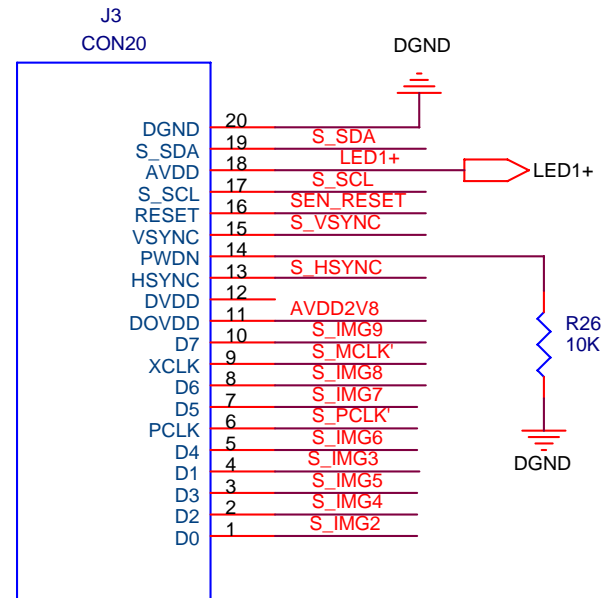 J3
CON20
DGND
DGND 20
S_SDA 19 S_SDA
AVDD 18 LED1+ LED1+
S_SCL 17 S_SCL
RESET 16 SEN_RESET
VSYNC 15 S_VSYNC
PWDN 14
HSYNC 13 S_HSYNC
DVDD 12
DOVDD 11 AVDD2V8
D7 10 S_IMG9
XCLK 9 S_MCLK'
D6 8 S_IMG8
D5 7 S_IMG7
PCLK 6 S_PCLK'
D4 5 S_IMG6
D1 4 S_IMG3
D3 3 S_IMG5
D2 2 S_IMG4
D0 1 S_IMG2
R26
10K
DGND